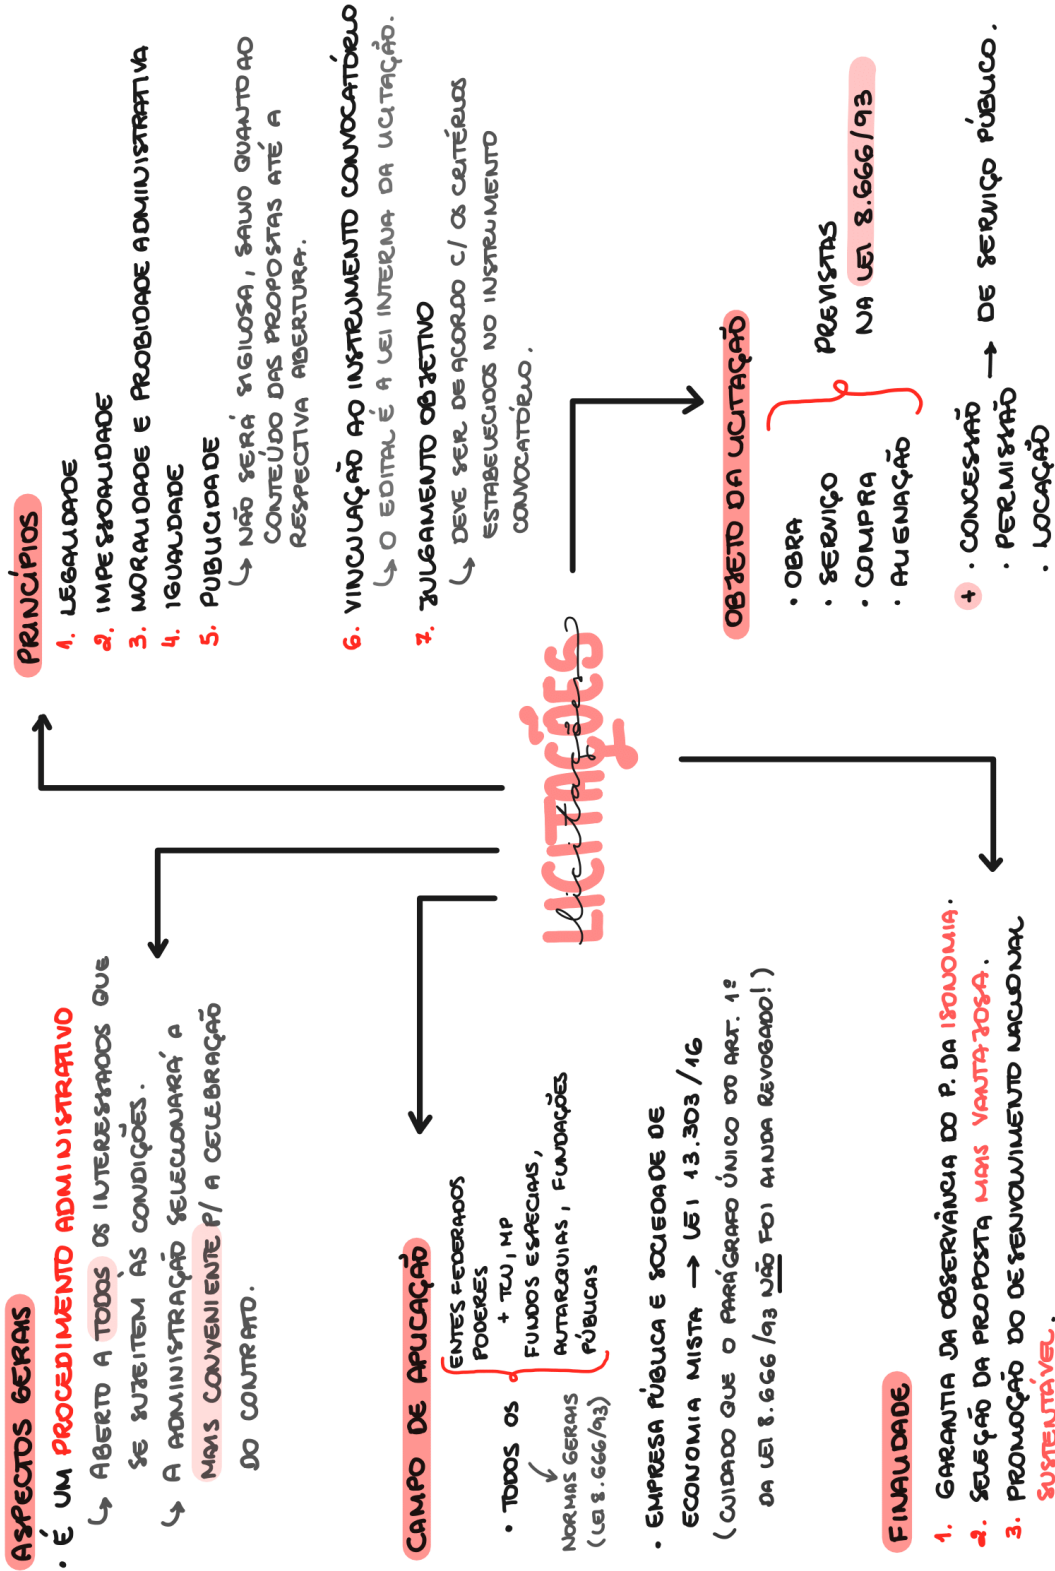 LICITAÇÕES
Licitações
ASPECTOS GERAIS
• É UM PROCEDIMENTO ADMINISTRATIVO
↳ ABERTO A TODOS OS INTERESSADOS QUE
SE SUJEITEM ÀS CONDIÇÕES.
↳ A ADMINISTRAÇÃO SELECIONARÁ A
MAIS CONVENIENTE P/ A CELEBRAÇÃO
DO CONTRATO.
PRINCÍPIOS
1. LEGALIDADE
2. IMPESSOALIDADE
3. MORALIDADE E PROBIDADE ADMINISTRATIVA
4. IGUALDADE
5. PUBLICIDADE
↳ NÃO SERÁ SIGILOSA, SALVO QUANTO AO
CONTEÚDO DAS PROPOSTAS ATÉ A
RESPECTIVA ABERTURA.
6. VINCULAÇÃO AO INSTRUMENTO CONVOCATÓRIO
↳ O EDITAL É A LEI INTERNA DA LICITAÇÃO.
7. JULGAMENTO OBJETIVO
↳ DEVE SER DE ACORDO C/ OS CRITÉRIOS
ESTABELECIDOS NO INSTRUMENTO
CONVOCATÓRIO.
CAMPO DE APLICAÇÃO
• TODOS OS
ENTES FEDERADOS
PODERES
+ TCU, MP
FUNDOS ESPECIAIS,
AUTARQUIAS, FUNDAÇÕES
PÚBLICAS
NORMAS GERAIS
(LEI 8.666/93)
• EMPRESA PÚBLICA E SOCIEDADE DE
ECONOMIA MISTA → LEI 13.303/16
(CUIDADO QUE O PARÁGRAFO ÚNICO DO ART. 1º
DA LEI 8.666/93 NÃO FOI AINDA REVOGADO!)
OBJETO DA LICITAÇÃO
• OBRA
• SERVIÇO
• COMPRA
• ALIENAÇÃO
PREVISTAS
NA LEI 8.666/93
+ • CONCESSÃO
• PERMISSÃO → DE SERVIÇO PÚBLICO.
• LOCAÇÃO
FINALIDADE
1. GARANTIA DA OBSERVÂNCIA DO P. DA ISONOMIA.
2. SELEÇÃO DA PROPOSTA MAIS VANTAJOSA.
3. PROMOÇÃO DO DESENVOLVIMENTO NACIONAL
SUSTENTÁVEL.